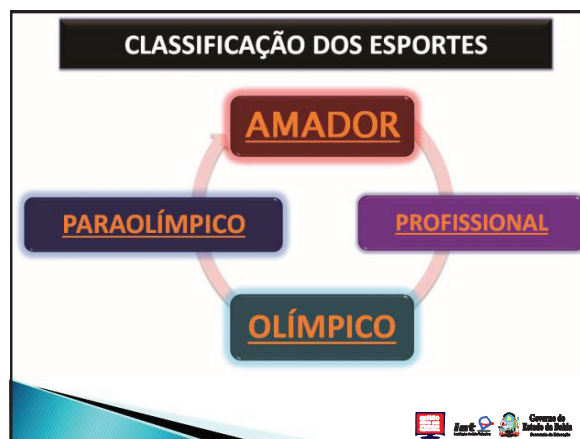 CLASSIFICAÇÃO DOS ESPORTES
AMADOR
PARAOLÍMPICO
PROFISSIONAL
OLÍMPICO
Governo do
Estado da Bahia